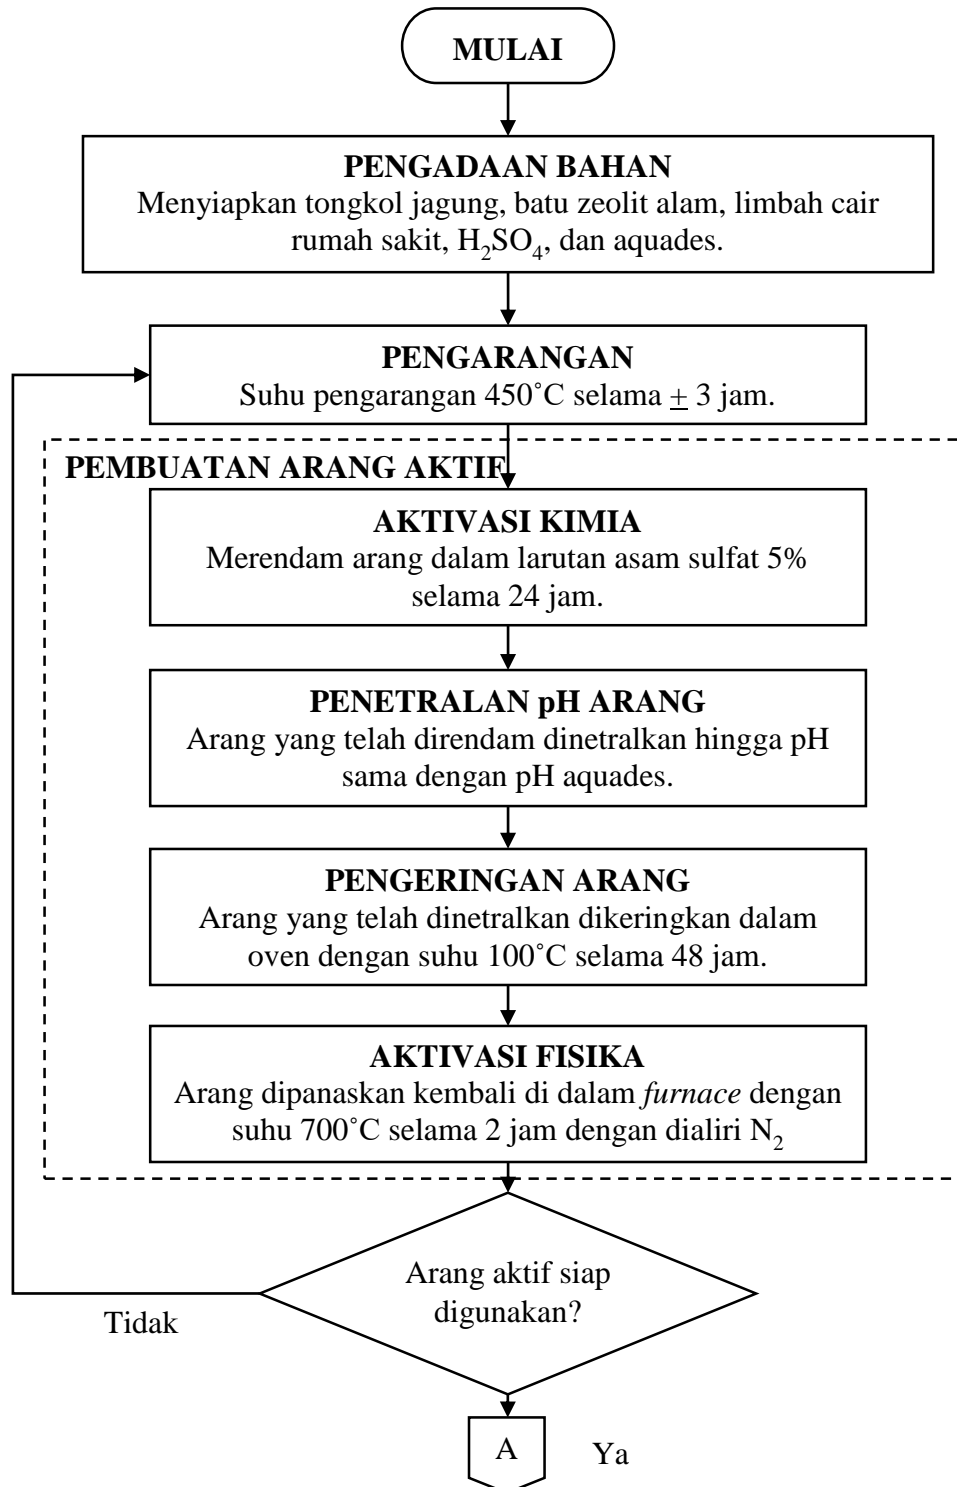 MULAI
PENGADAAN BAHAN
Menyiapkan tongkol jagung, batu zeolit alam, limbah cair
rumah sakit, H₂SO₄, dan aquades.
PENGARANGAN
Suhu pengarangan 450˚C selama ± 3 jam.
PEMBUATAN ARANG AKTIF
AKTIVASI KIMIA
Merendam arang dalam larutan asam sulfat 5%
selama 24 jam.
PENETRALAN pH ARANG
Arang yang telah direndam dinetralkan hingga pH
sama dengan pH aquades.
PENGERINGAN ARANG
Arang yang telah dinetralkan dikeringkan dalam
oven dengan suhu 100˚C selama 48 jam.
AKTIVASI FISIKA
Arang dipanaskan kembali di dalam furnace dengan
suhu 700˚C selama 2 jam dengan dialiri N₂
Arang aktif siap
digunakan?
Tidak
A
Ya